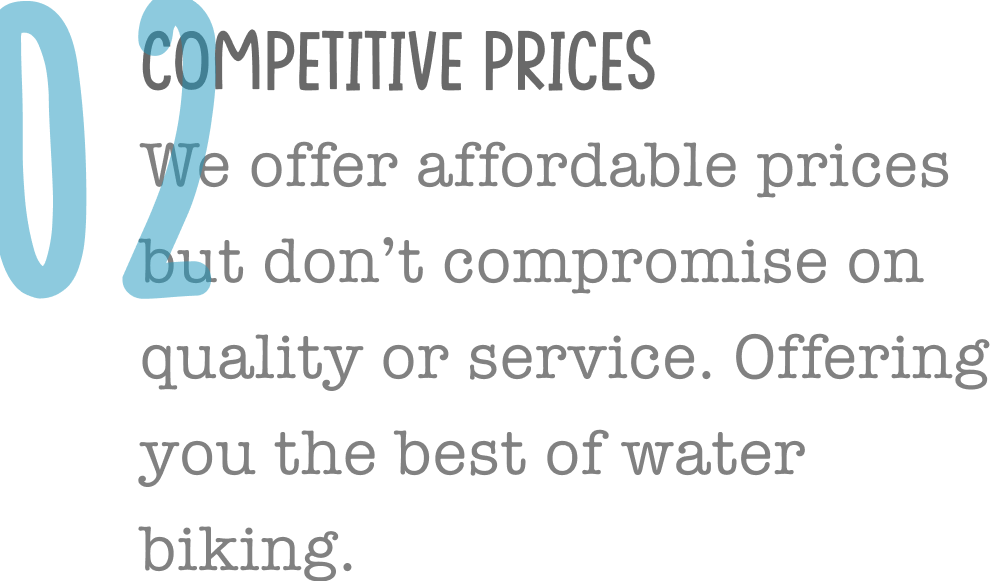 02
COMPETITIVE PRICES
We offer affordable prices
but don’t compromise on
quality or service. Offering
you the best of water
biking.